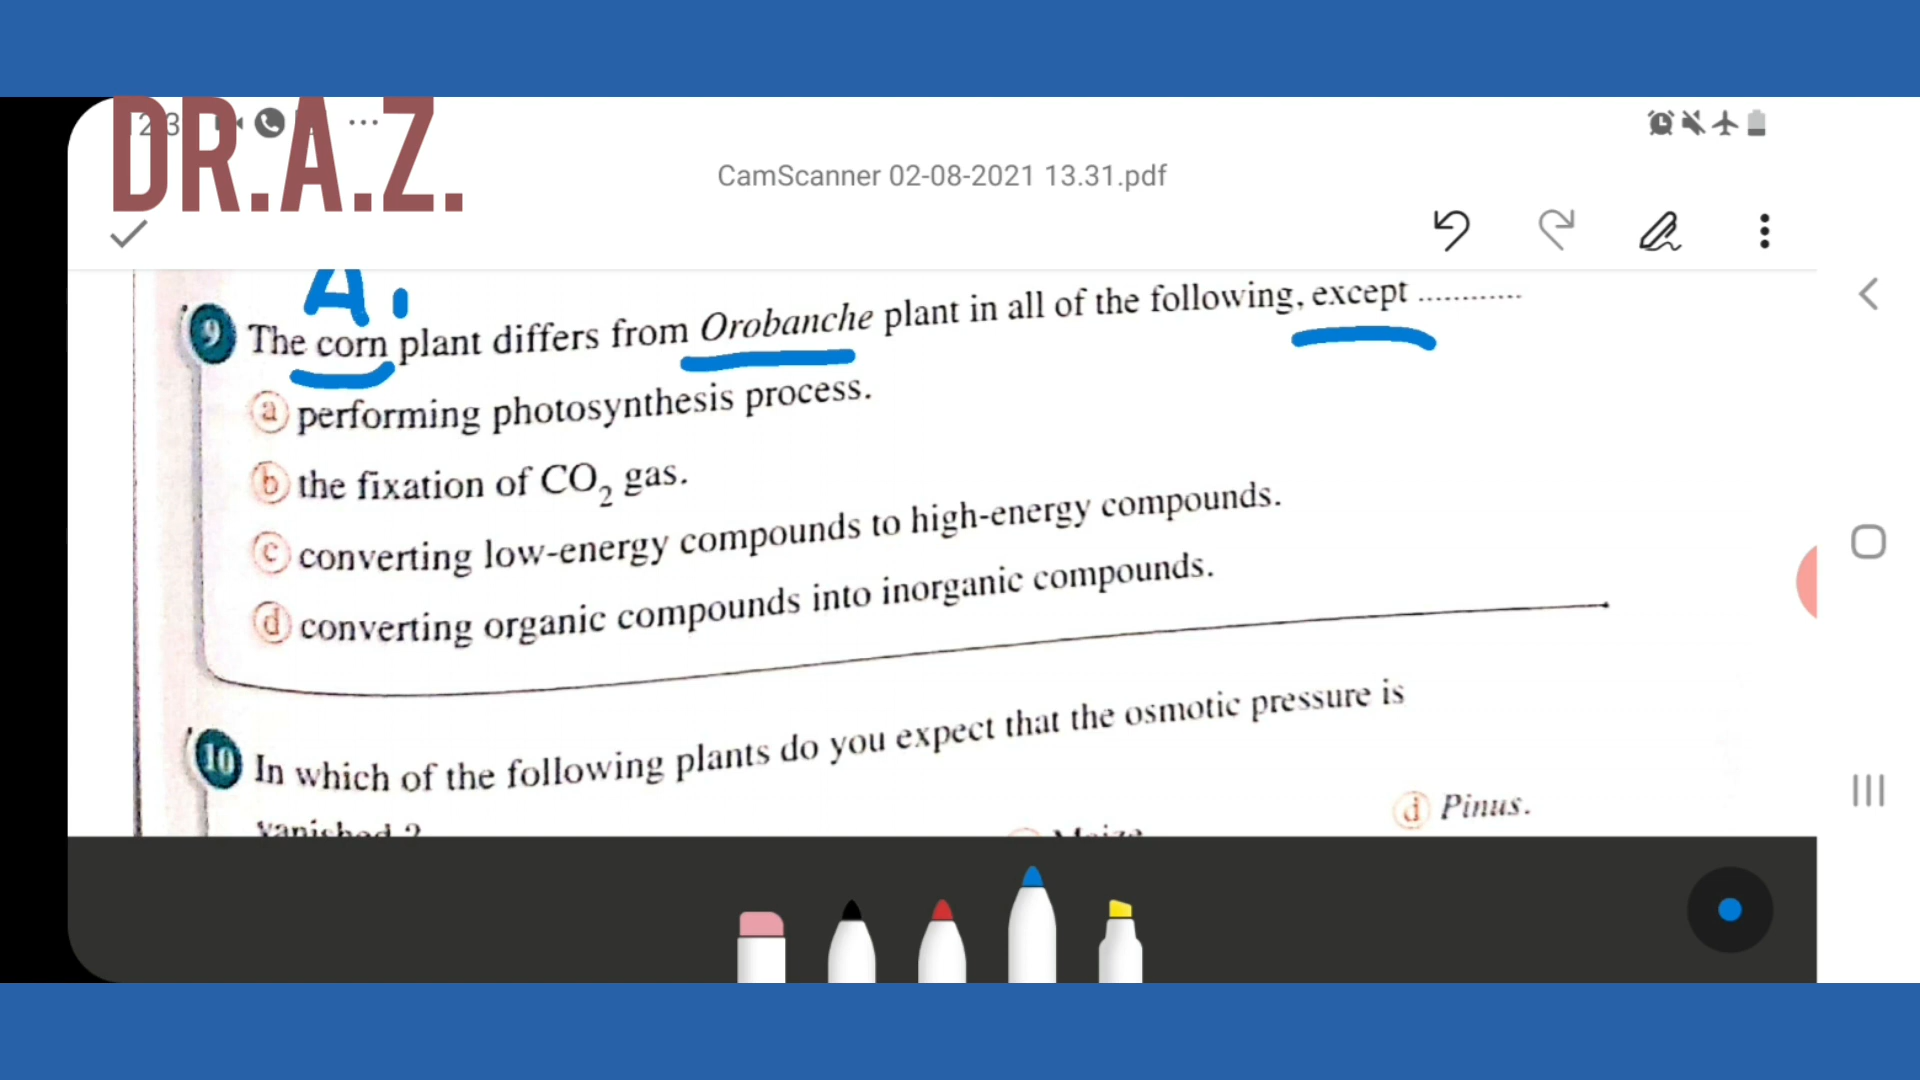 DR.A.Z.
CamScanner 02-08-2021 13.31.pdf
A.
9 The corn plant differs from Orobanche plant in all of the following, except ............
a performing photosynthesis process.
b the fixation of CO2 gas.
c converting low-energy compounds to high-energy compounds.
d converting organic compounds into inorganic compounds.
10 In which of the following plants do you expect that the osmotic pressure is
vanished ?
Maize
d Pinus.